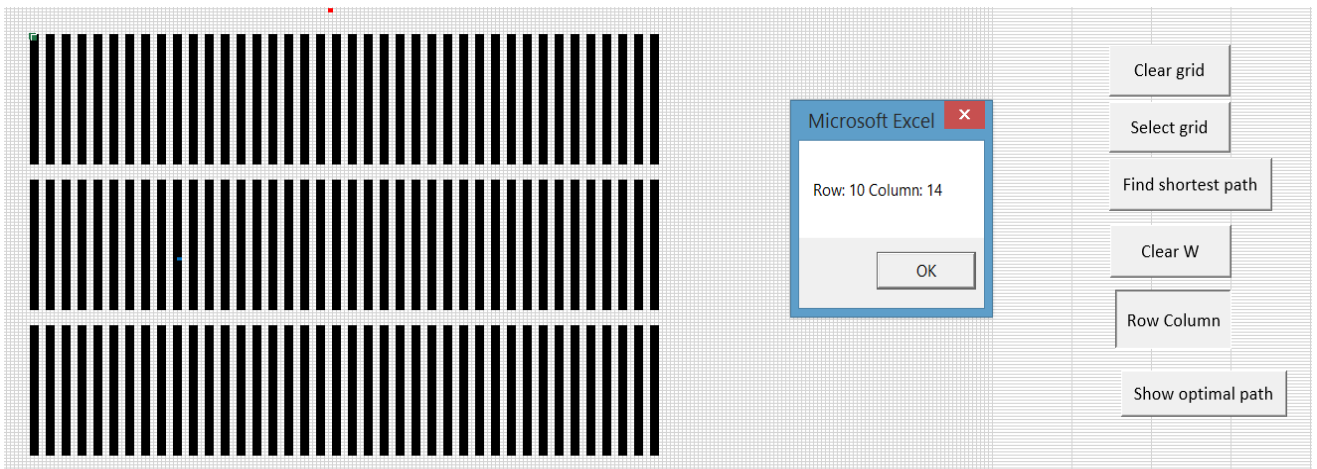 Clear grid
Microsoft Excel
Select grid
Row: 10 Column: 14
Find shortest path
Clear W
OK
Row Column
Show optimal path